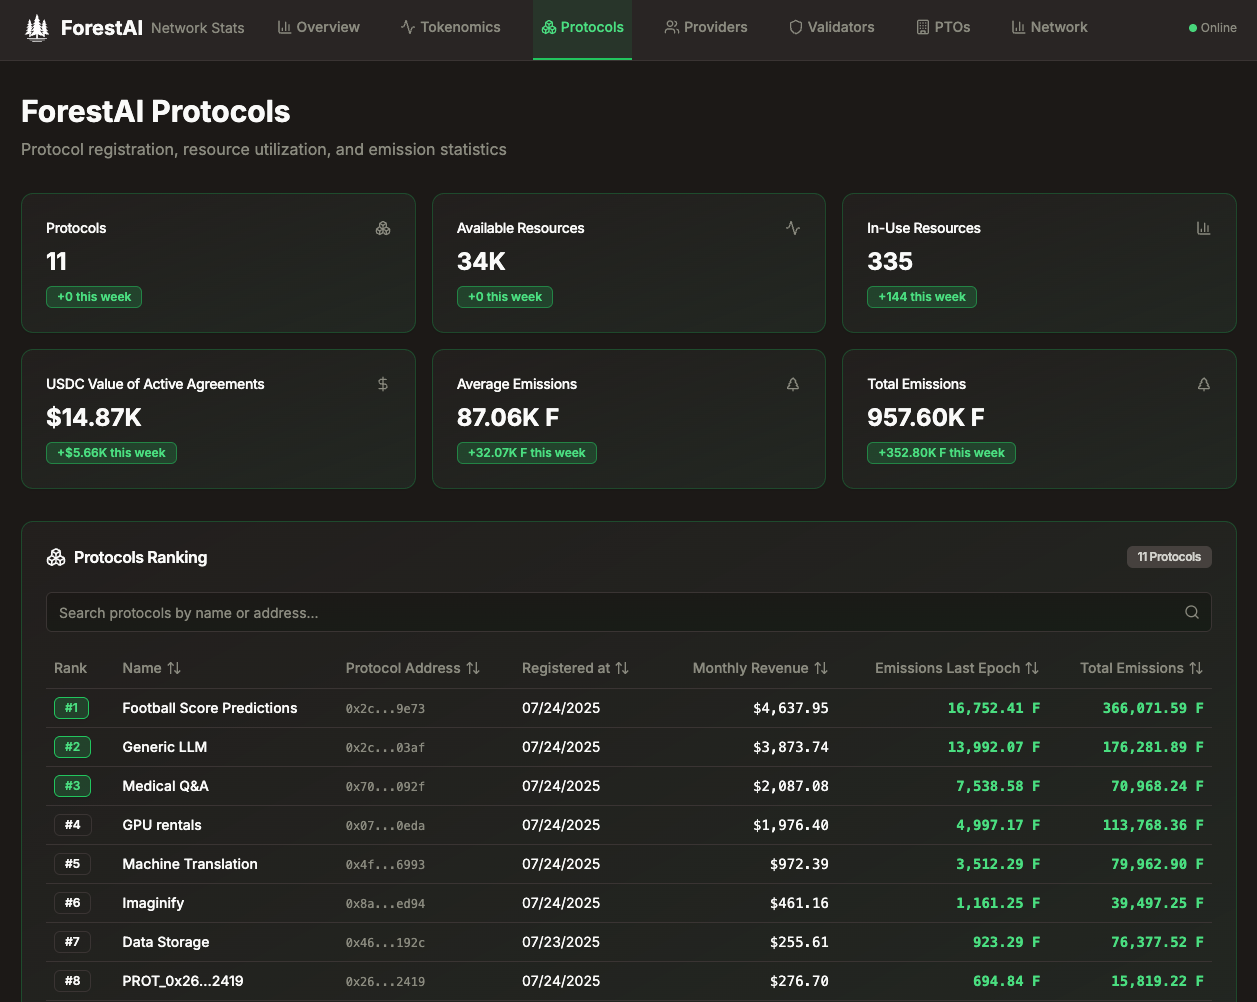 ForestAI Network Stats Overview Tokenomics Protocols Providers Validators PTOs Network Online
ForestAI Protocols
Protocol registration, resource utilization, and emission statistics
Protocols
11
+0 this week
Available Resources
34K
+0 this week
In-Use Resources
335
+144 this week
USDC Value of Active Agreements
$
$14.87K
+$5.66K this week
Average Emissions
87.06K F
+32.07K F this week
Total Emissions
957.60K F
+352.80K F this week
Protocols Ranking 11 Protocols
Search protocols by name or address...
Rank Name Protocol Address Registered at Monthly Revenue Emissions Last Epoch Total Emissions
#1 Football Score Predictions 0x2c...9e73 07/24/2025 $4,637.95 16,752.41 F 366,071.59 F
#2 Generic LLM 0x2c...03af 07/24/2025 $3,873.74 13,992.07 F 176,281.89 F
#3 Medical Q&A 0x70...092f 07/24/2025 $2,087.08 7,538.58 F 70,968.24 F
#4 GPU rentals 0x07...0eda 07/24/2025 $1,976.40 4,997.17 F 113,768.36 F
#5 Machine Translation 0x4f...6993 07/24/2025 $972.39 3,512.29 F 79,962.90 F
#6 Imaginify 0x8a...ed94 07/24/2025 $461.16 1,161.25 F 39,497.25 F
#7 Data Storage 0x46...192c 07/23/2025 $255.61 923.29 F 76,377.52 F
#8 PROT_0x26...2419 0x26...2419 07/24/2025 $276.70 694.84 F 15,819.22 F